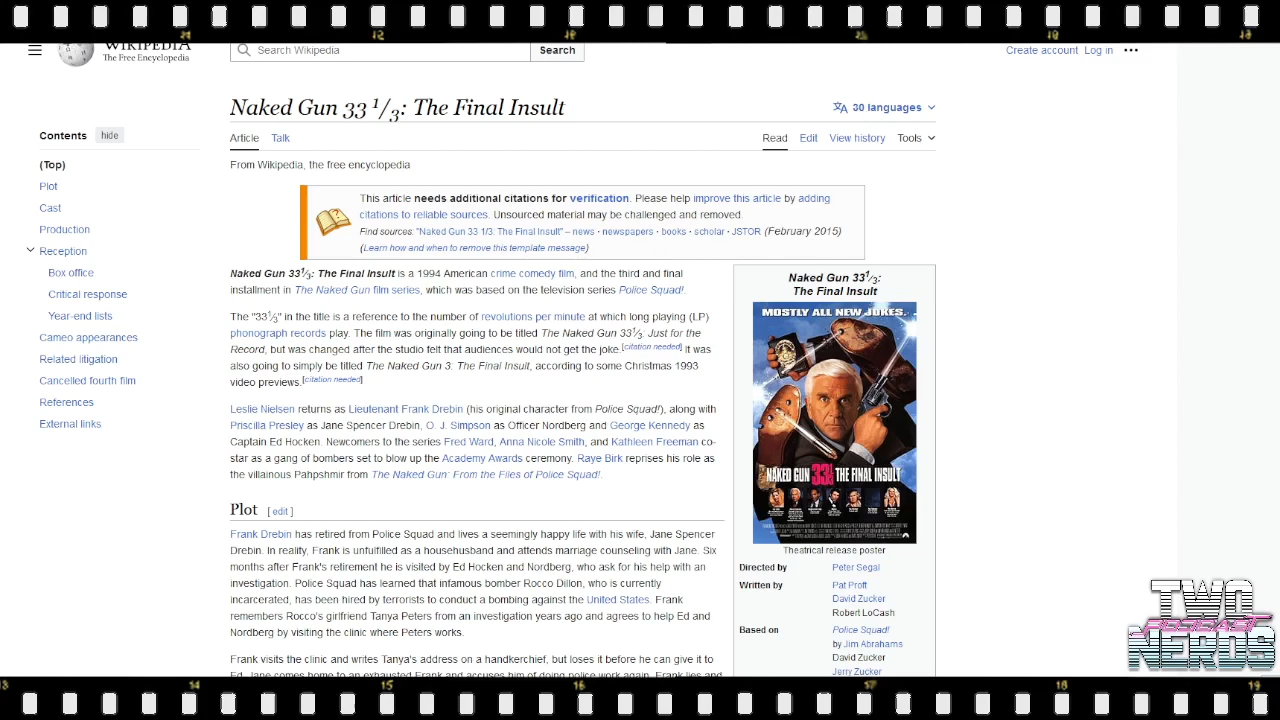 WIKIPEDIA
The Free Encyclopedia
Search Wikipedia
Search
Create account Log in
Naked Gun 33 1/3: The Final Insult
30 languages
Contents hide
Article Talk
Read Edit View history Tools
(Top)
From Wikipedia, the free encyclopedia
Plot
Cast
Production
Reception
Box office
Critical response
Year-end lists
Cameo appearances
Related litigation
Cancelled fourth film
References
External links
This article needs additional citations for verification. Please help improve this article by adding
citations to reliable sources. Unsourced material may be challenged and removed.
Find sources: "Naked Gun 33 1/3: The Final Insult" – news · newspapers · books · scholar · JSTOR (February 2015)
(Learn how and when to remove this template message)
Naked Gun 33 1/3: The Final Insult is a 1994 American crime comedy film, and the third and final
installment in The Naked Gun film series, which was based on the television series Police Squad!.
The "33 1/3" in the title is a reference to the number of revolutions per minute at which long playing (LP)
phonograph records play. The film was originally going to be titled The Naked Gun 33 1/3: Just for the
Record, but was changed after the studio felt that audiences would not get the joke.[citation needed] It was
also going to simply be titled The Naked Gun 3: The Final Insult, according to some Christmas 1993
video previews.[citation needed]
Leslie Nielsen returns as Lieutenant Frank Drebin (his original character from Police Squad!), along with
Priscilla Presley as Jane Spencer Drebin, O. J. Simpson as Officer Nordberg and George Kennedy as
Captain Ed Hocken. Newcomers to the series Fred Ward, Anna Nicole Smith, and Kathleen Freeman co-
star as a gang of bombers set to blow up the Academy Awards ceremony. Raye Birk reprises his role as
the villainous Pahpshmir from The Naked Gun: From the Files of Police Squad!.
Plot [ edit ]
Frank Drebin has retired from Police Squad and lives a seemingly happy life with his wife, Jane Spencer
Drebin. In reality, Frank is unfulfilled as a househusband and attends marriage counseling with Jane. Six
months after Frank's retirement he is visited by Ed Hocken and Nordberg, who ask for his help with an
investigation. Police Squad has learned that infamous bomber Rocco Dillon, who is currently
incarcerated, has been hired by terrorists to conduct a bombing against the United States. Frank
remembers Rocco's girlfriend Tanya Peters from an investigation years ago and agrees to help Ed and
Nordberg by visiting the clinic where Peters works.
Frank visits the clinic and writes Tanya's address on a handkerchief, but loses it before he can give it to
Naked Gun 33 1/3:
The Final Insult
MOSTLY ALL NEW JOKES.
NAKED GUN 33 1/3 THE FINAL INSULT
Theatrical release poster
Directed by Peter Segal
Written by Pat Proft
David Zucker
Robert LoCash
Based on Police Squad!
by Jim Abrahams
David Zucker
Jerry Zucker
TWO
NERDS